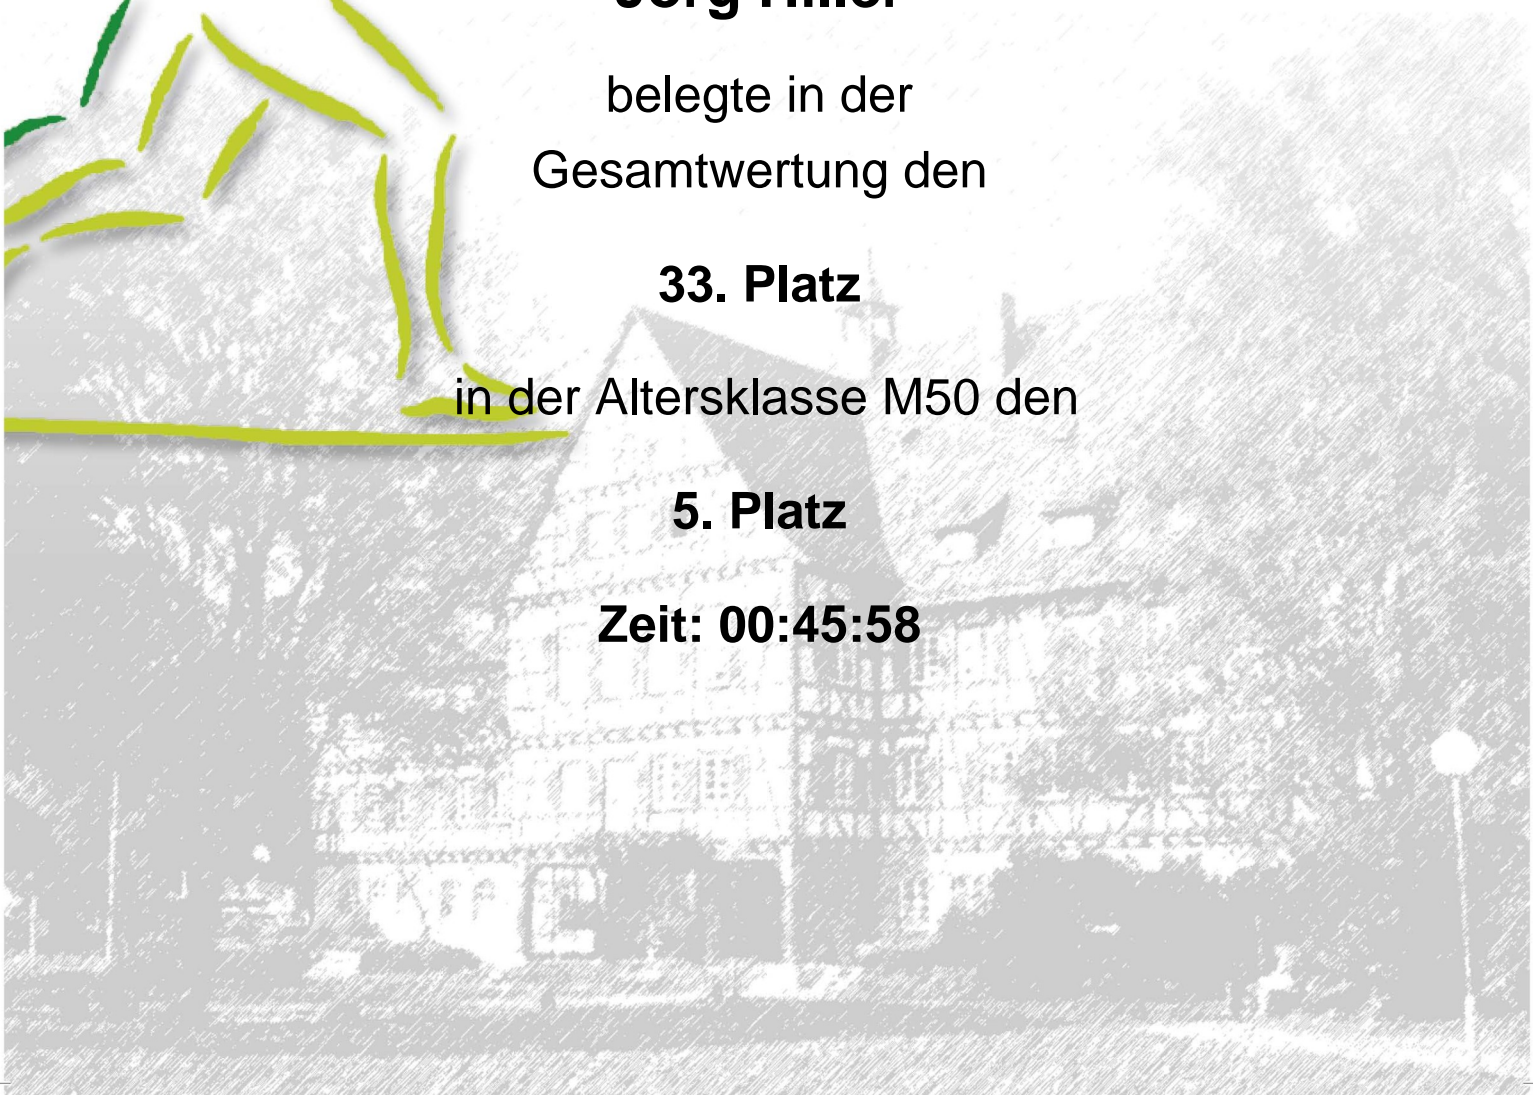 belegte in der
Gesamtwertung den
33. Platz
in der Altersklasse M50 den
5. Platz
Zeit: 00:45:58